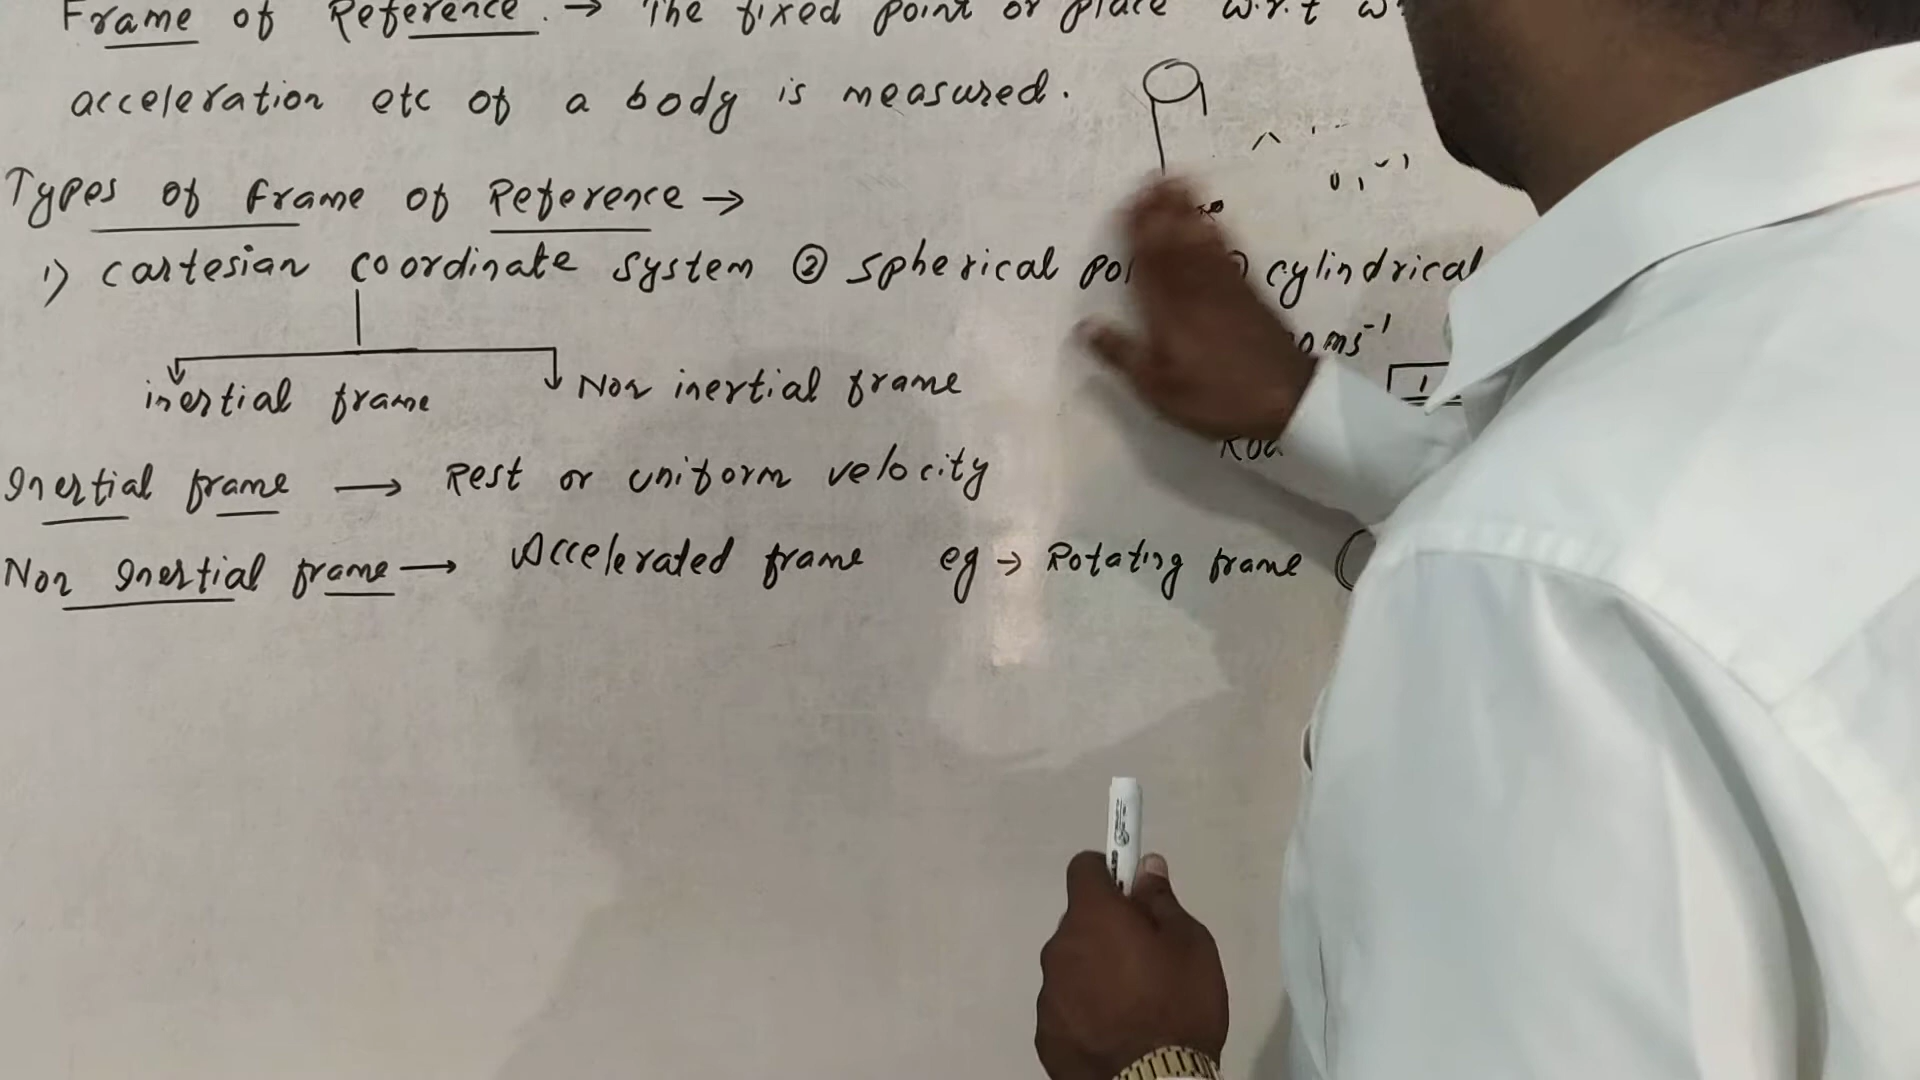 Frame of Reference. → The fixed point or place w.r.t
acceleration etc of a body is measured.
Types of Frame of Reference →
1) Cartesian coordinate system ② Spherical cylindrical
ms⁻¹
inertial frame Non inertial frame
Inertial frame → Rest or uniform velocity
Non Inertial frame → Accelerated frame eg → Rotating frame